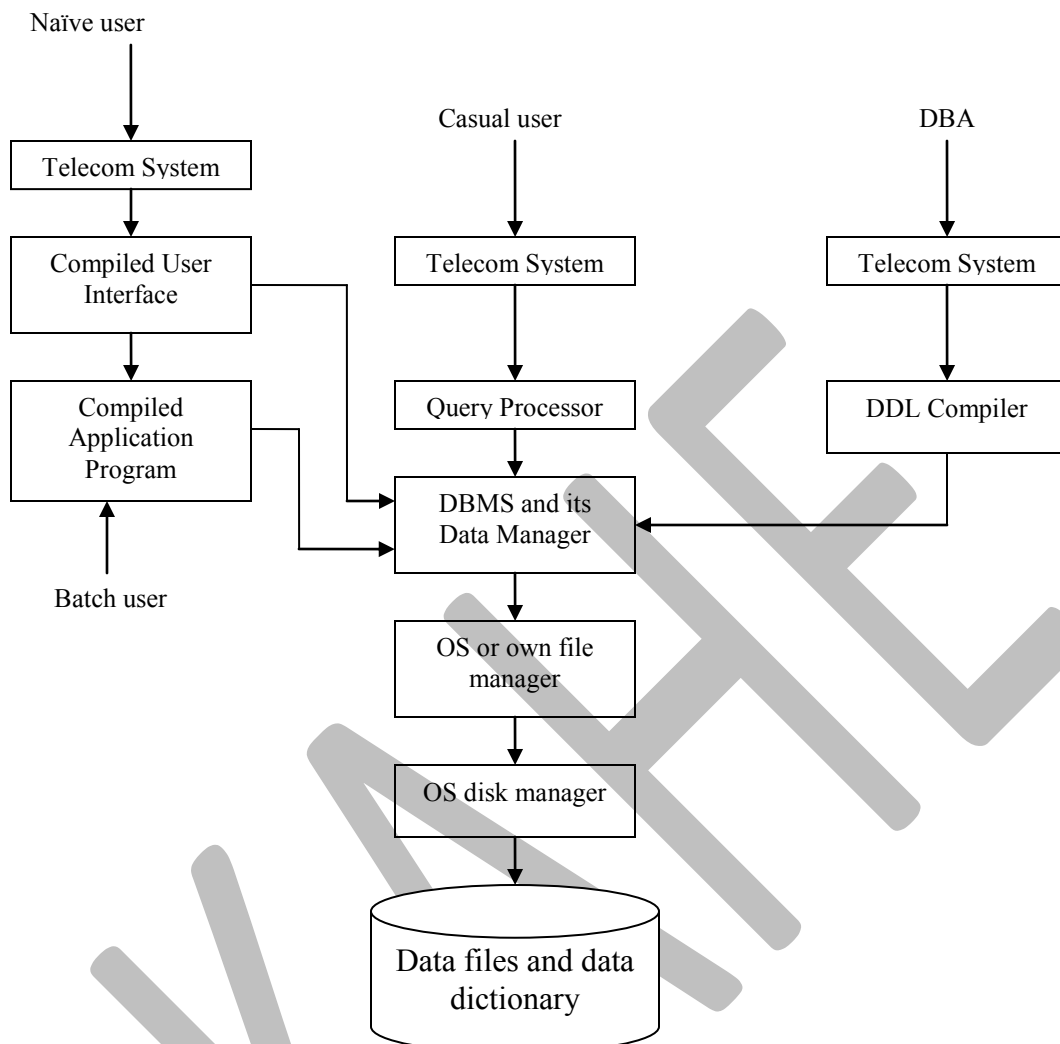 Naïve user
Casual user
DBA
Telecom System
Compiled User
Interface
Telecom System
Telecom System
Compiled
Application
Program
Query Processor
DDL Compiler
DBMS and its
Data Manager
Batch user
OS or own file
manager
OS disk manager
Data files and data
dictionary
KAHE